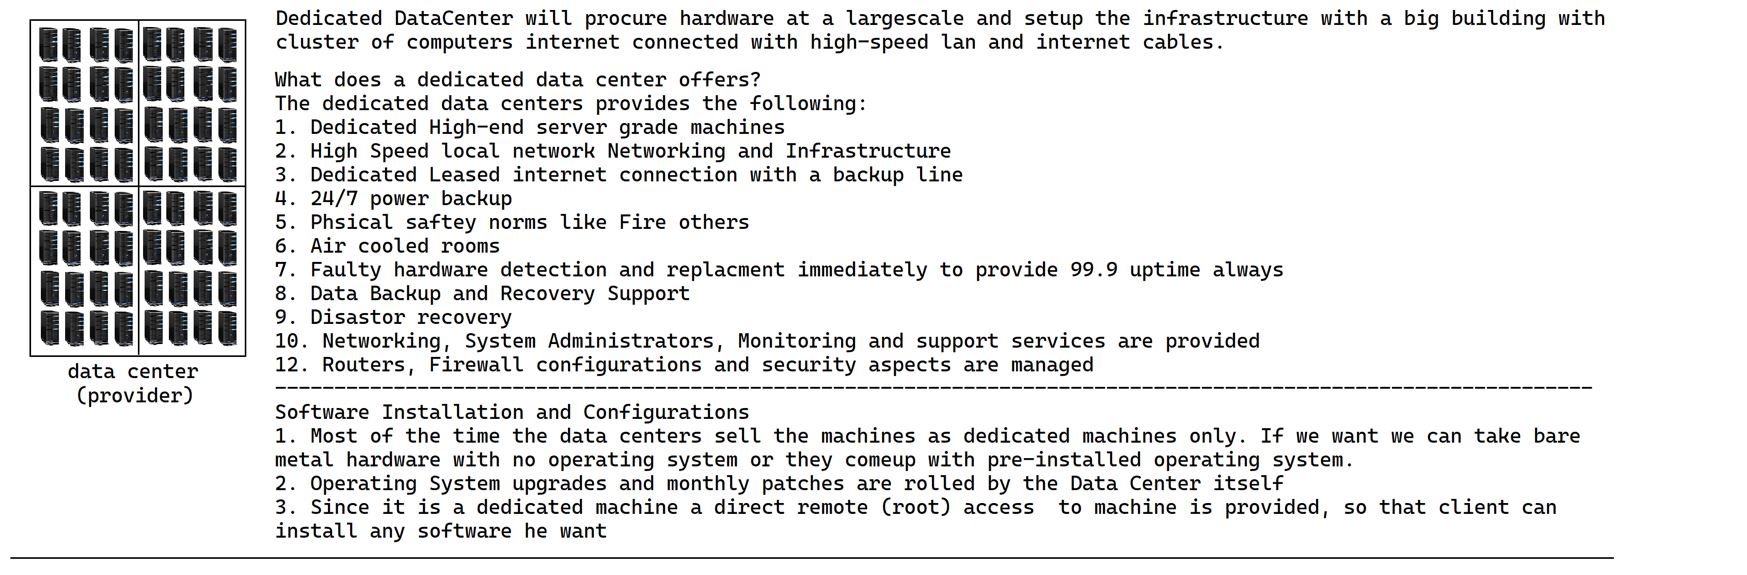 Dedicated DataCenter will procure hardware at a largescale and setup the infrastructure with a big building with
cluster of computers internet connected with high-speed lan and internet cables.
What does a dedicated data center offers?
The dedicated data centers provides the following:
1. Dedicated High-end server grade machines
2. High Speed local network Networking and Infrastructure
3. Dedicated Leased internet connection with a backup line
4. 24/7 power backup
5. Phsical saftey norms like Fire others
6. Air cooled rooms
7. Faulty hardware detection and replacment immediately to provide 99.9 uptime always
8. Data Backup and Recovery Support
9. Disastor recovery
10. Networking, System Administrators, Monitoring and support services are provided
12. Routers, Firewall configurations and security aspects are managed
data center
(provider)
Software Installation and Configurations
1. Most of the time the data centers sell the machines as dedicated machines only. If we want we can take bare
metal hardware with no operating system or they comeup with pre-installed operating system.
2. Operating System upgrades and monthly patches are rolled by the Data Center itself
3. Since it is a dedicated machine a direct remote (root) access  to machine is provided, so that client can
install any software he want